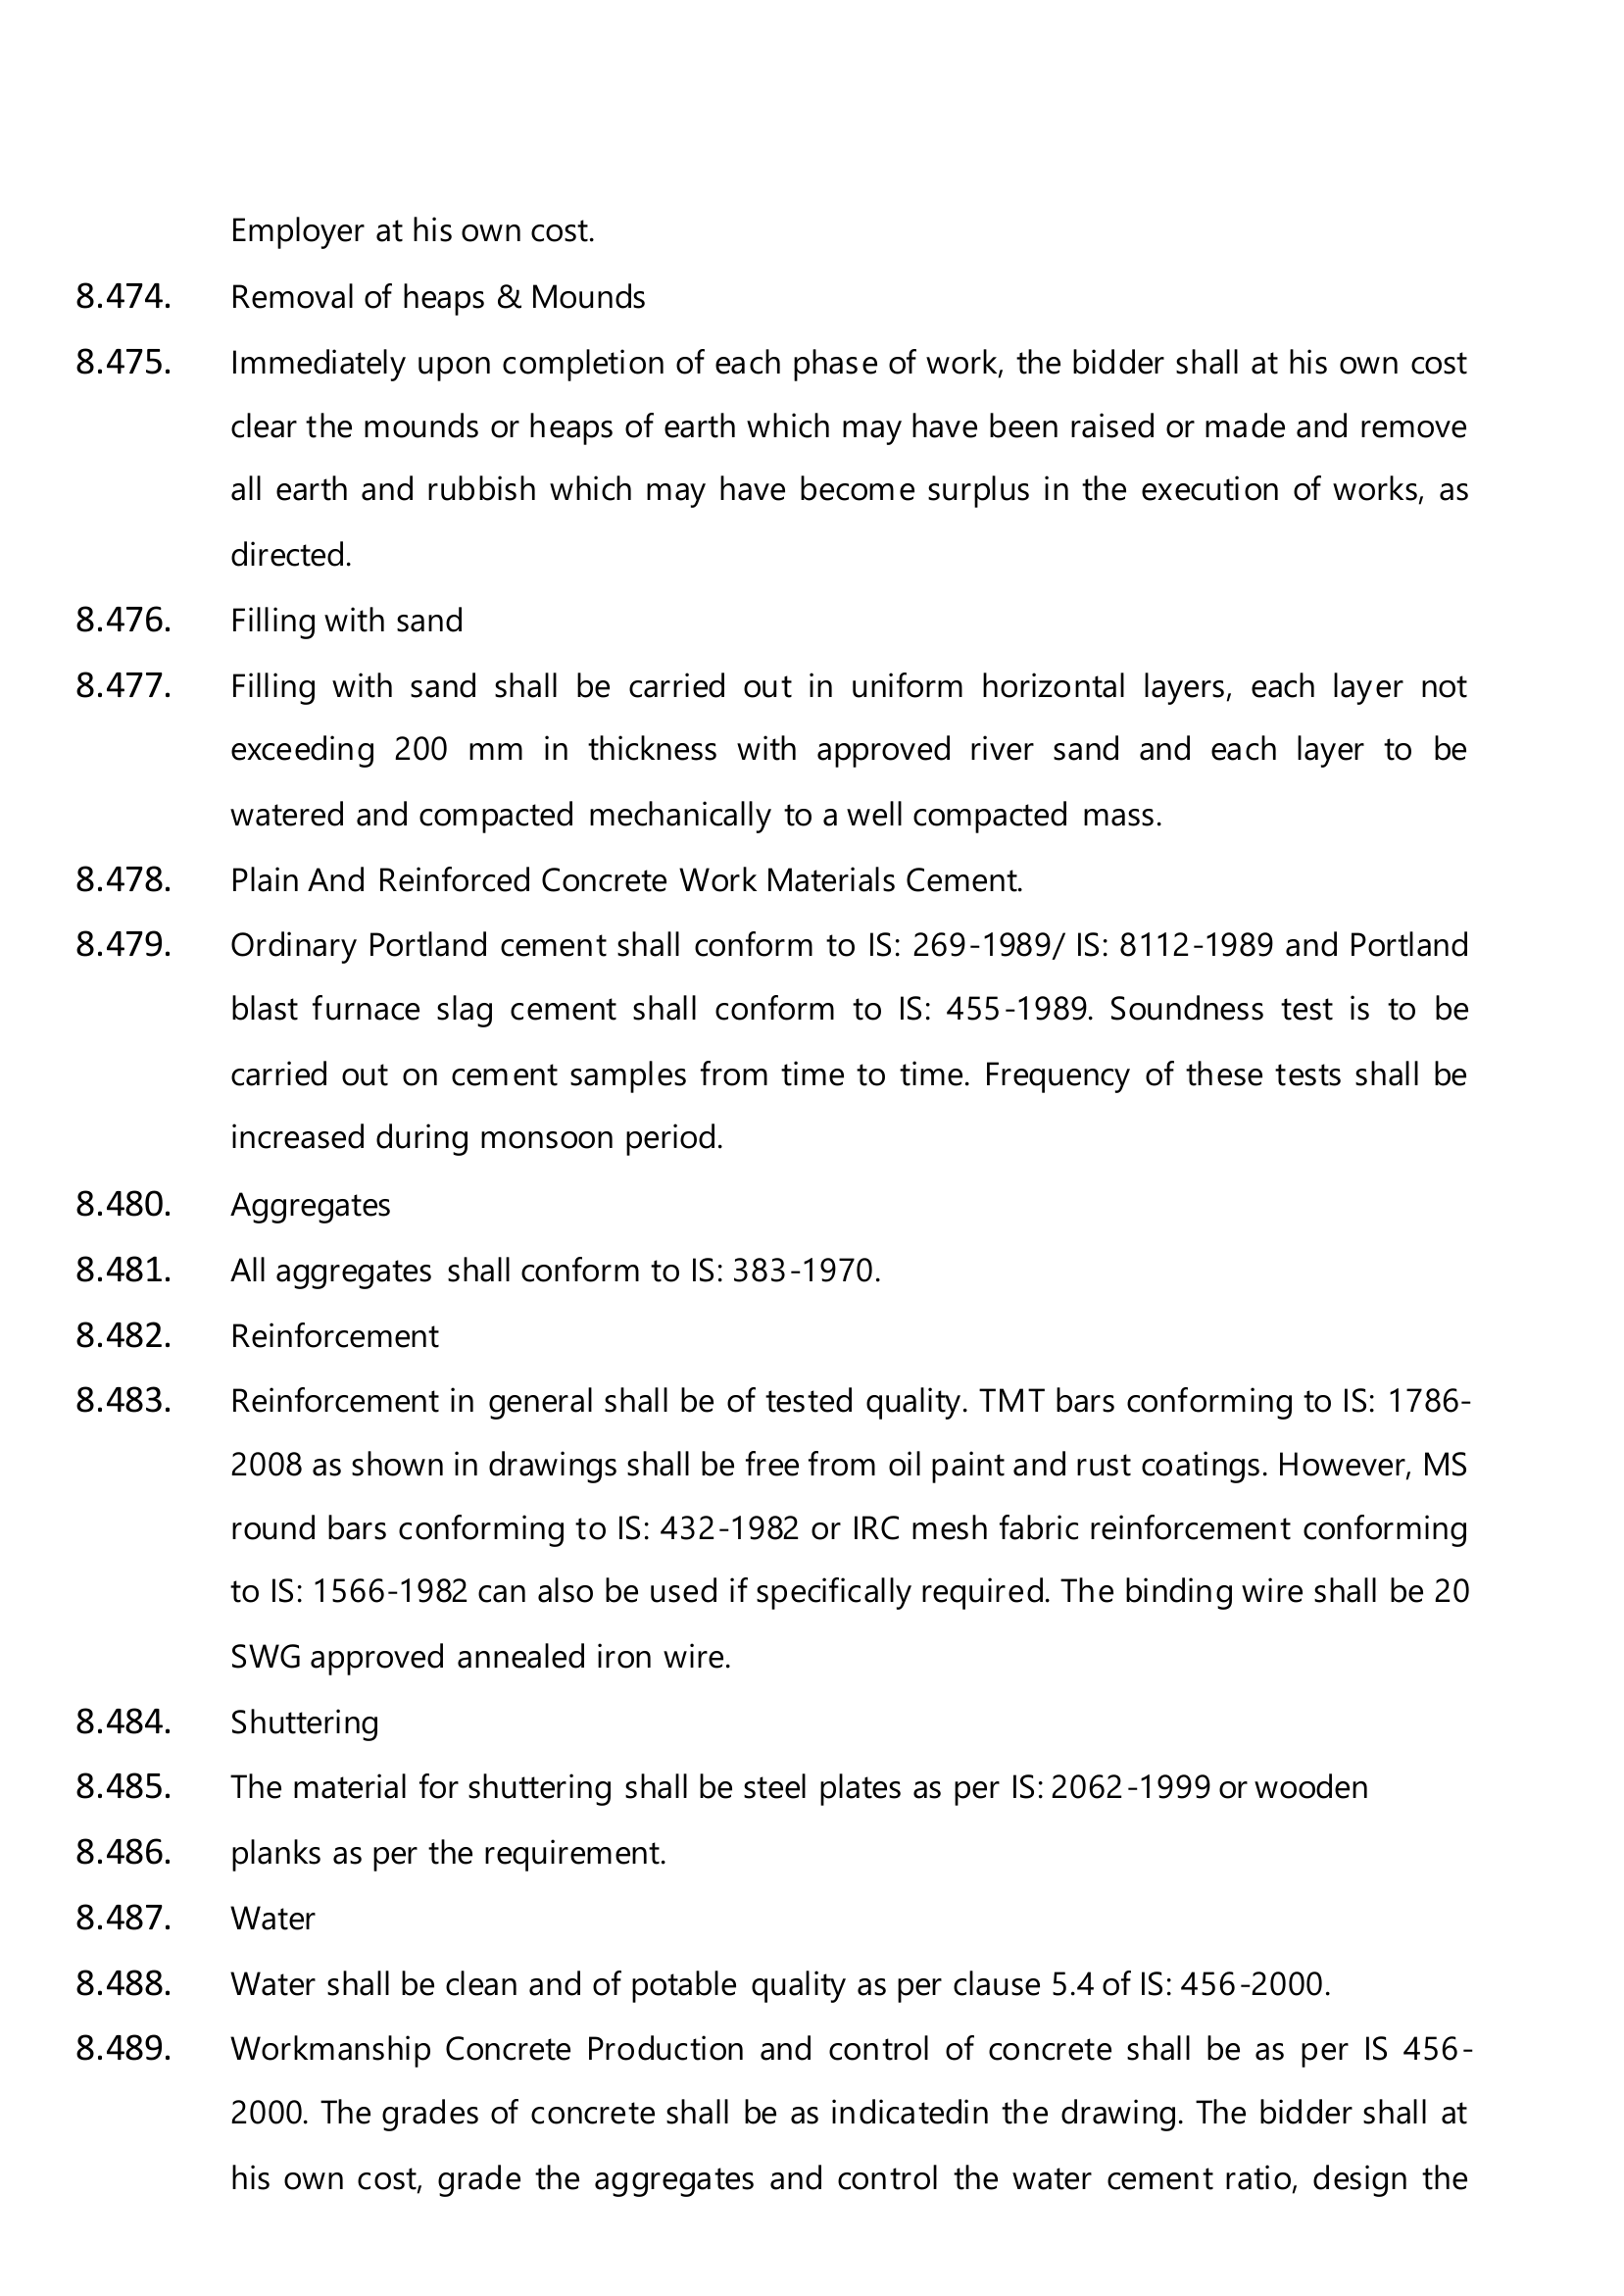 Employer at his own cost.
8.474. Removal of heaps & Mounds
8.475. Immediately upon completion of each phase of work, the bidder shall at his own cost
clear the mounds or heaps of earth which may have been raised or made and remove
all earth and rubbish which may have become surplus in the execution of works, as
directed.
8.476. Filling with sand
8.477. Filling with sand shall be carried out in uniform horizontal layers, each layer not
exceeding 200 mm in thickness with approved river sand and each layer to be
watered and compacted mechanically to a well compacted mass.
8.478. Plain And Reinforced Concrete Work Materials Cement.
8.479. Ordinary Portland cement shall conform to IS: 269-1989/ IS: 8112-1989 and Portland
blast furnace slag cement shall conform to IS: 455-1989. Soundness test is to be
carried out on cement samples from time to time. Frequency of these tests shall be
increased during monsoon period.
8.480. Aggregates
8.481. All aggregates shall conform to IS: 383-1970.
8.482. Reinforcement
8.483. Reinforcement in general shall be of tested quality. TMT bars conforming to IS: 1786-
2008 as shown in drawings shall be free from oil paint and rust coatings. However, MS
round bars conforming to IS: 432-1982 or IRC mesh fabric reinforcement conforming
to IS: 1566-1982 can also be used if specifically required. The binding wire shall be 20
SWG approved annealed iron wire.
8.484. Shuttering
8.485. The material for shuttering shall be steel plates as per IS: 2062-1999 or wooden
8.486. planks as per the requirement.
8.487. Water
8.488. Water shall be clean and of potable quality as per clause 5.4 of IS: 456-2000.
8.489. Workmanship Concrete Production and control of concrete shall be as per IS 456-
2000. The grades of concrete shall be as indicatedin the drawing. The bidder shall at
his own cost, grade the aggregates and control the water cement ratio, design the